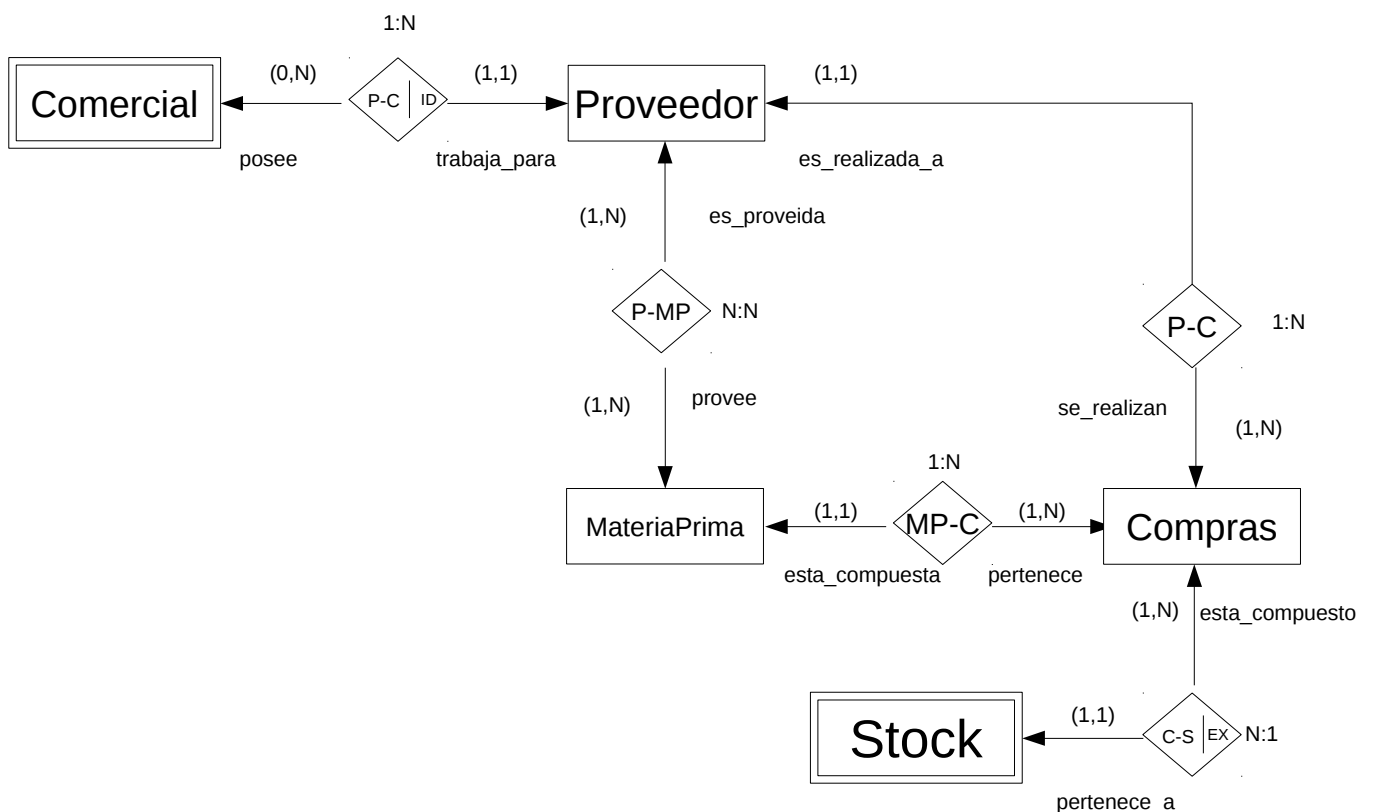 1:N
(0,N)
(1,1)
(1,1)
Comercial
P-C
ID
Proveedor
posee
trabaja_para
es_realizada_a
(1,N)
es_proveida
P-MP
N:N
P-C
1:N
(1,N)
provee
se_realizan
(1,N)
1:N
MateriaPrima
(1,1)
MP-C
(1,N)
Compras
esta_compuesta
pertenece
(1,N)
esta_compuesto
Stock
(1,1)
C-S
EX
N:1
pertenece_a